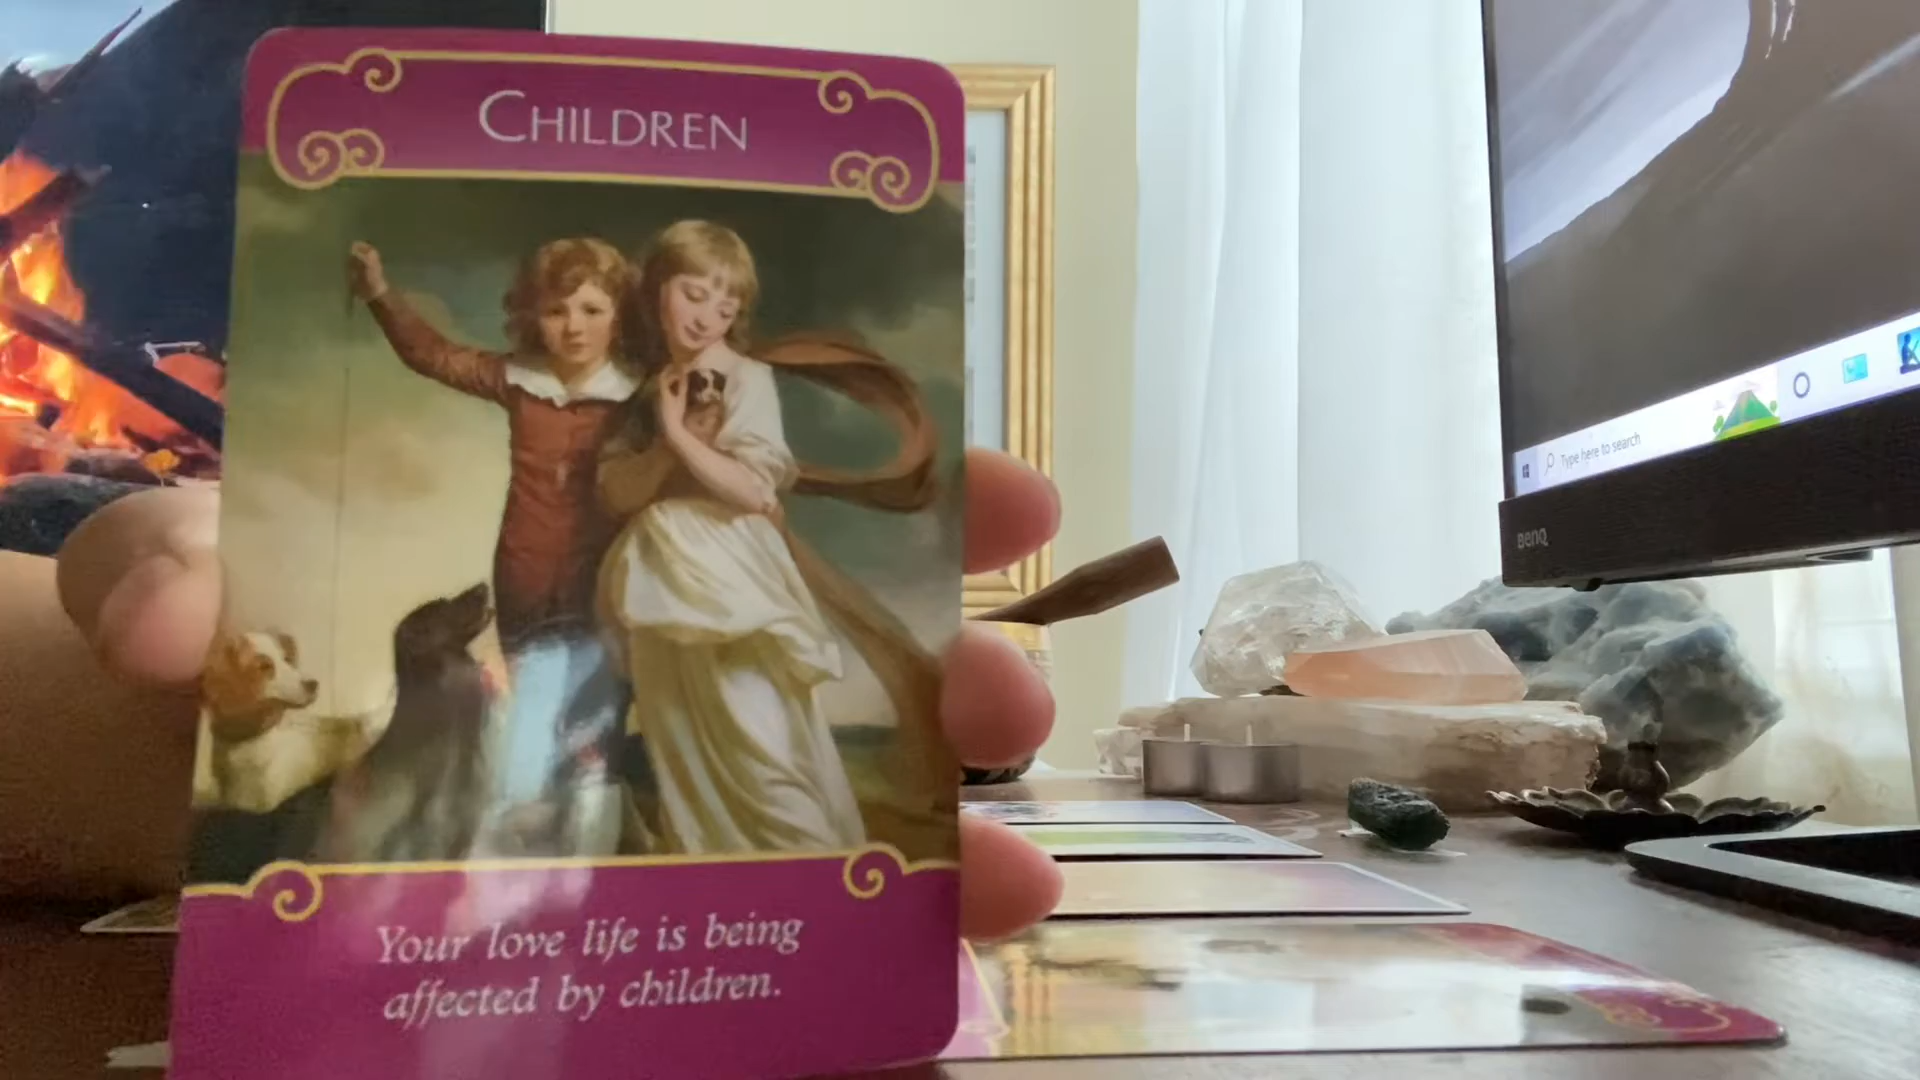 CHILDREN
Your love life is being
affected by children.
Type here to search
BenQ